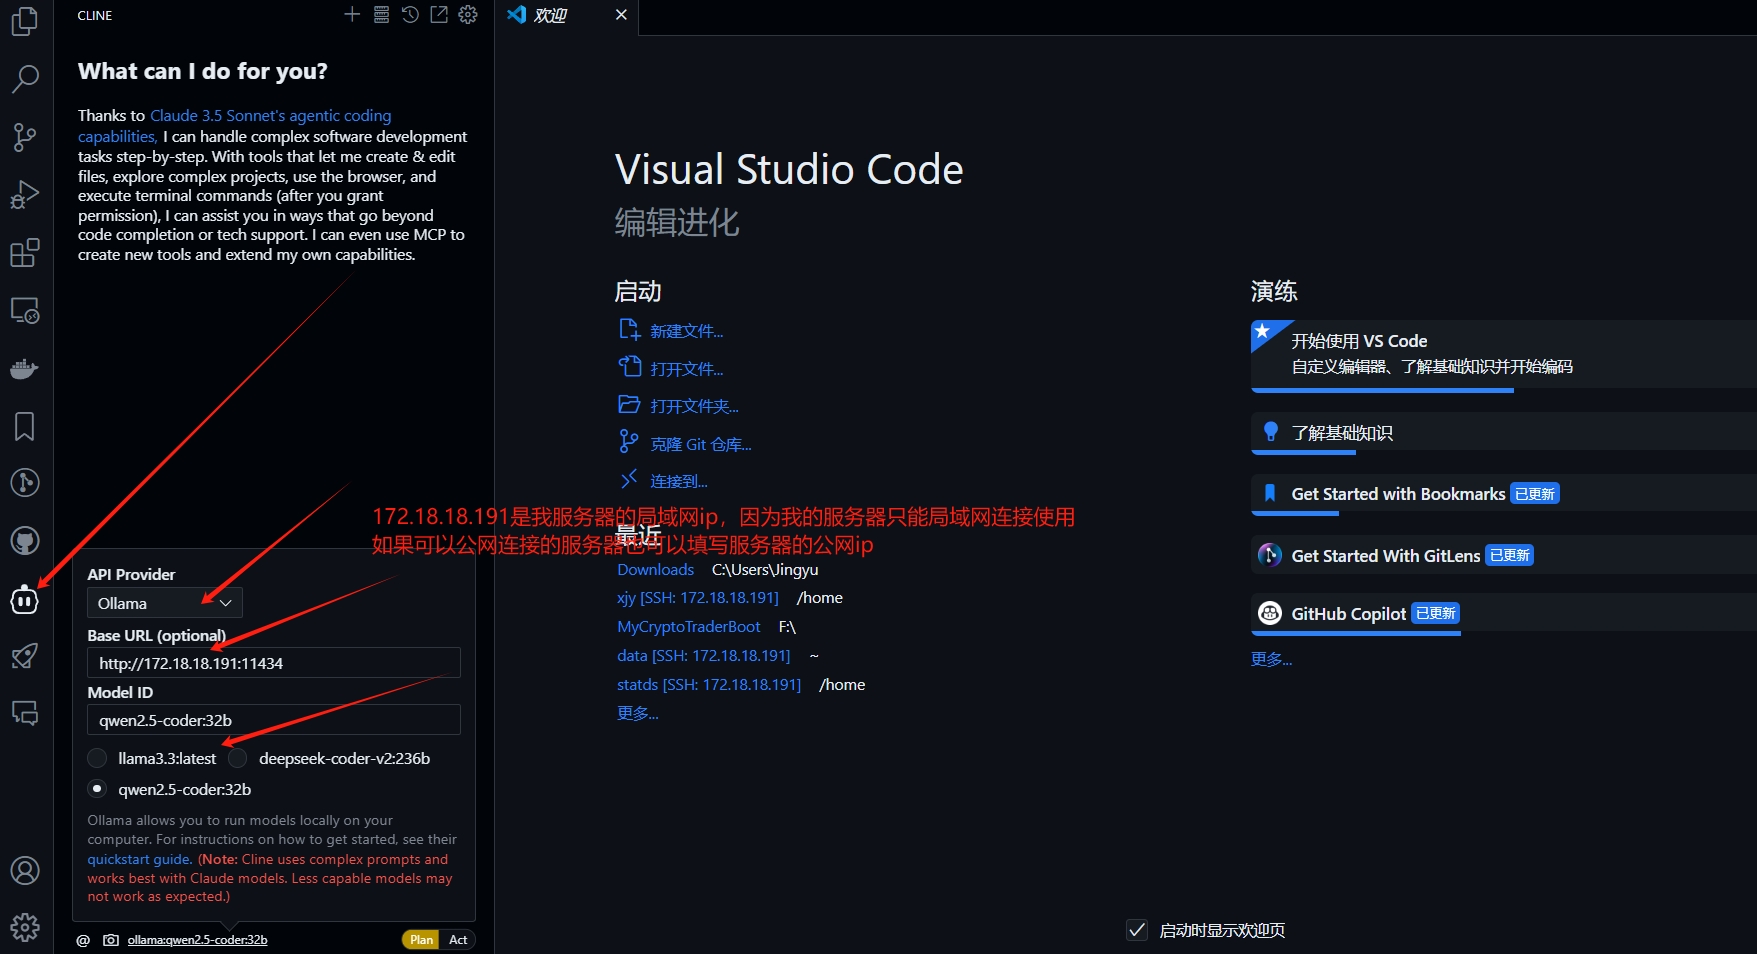 CLINE
What can I do for you?
Thanks to Claude 3.5 Sonnet's agentic coding
capabilities, I can handle complex software development
tasks step-by-step. With tools that let me create & edit
files, explore complex projects, use the browser, and
execute terminal commands (after you grant
permission), I can assist you in ways that go beyond
code completion or tech support. I can even use MCP to
create new tools and extend my own capabilities.
API Provider
Ollama
Base URL (optional)
http://172.18.18.191:11434
Model ID
qwen2.5-coder:32b
llama3.3:latest
deepseek-coder-v2:236b
qwen2.5-coder:32b
Ollama allows you to run models locally on your
computer. For instructions on how to get started, see their
quickstart guide. (Note: Cline uses complex prompts and
works best with Claude models. Less capable models may
not work as expected.)
@ ollama:qwen2.5-coder:32b
Plan Act
欢迎
Visual Studio Code
编辑进化
启动
新建文件...
打开文件...
打开文件夹...
克隆 Git 仓库...
连接到...
172.18.18.191是我服务器的局域网ip，因为我的服务器只能局域网连接使用
如果可以公网连接的服务器也可以填写服务器的公网ip
最近
Downloads C:\Users\Jingyu
xjy [SSH: 172.18.18.191] /home
MyCryptoTraderBoot F:\
data [SSH: 172.18.18.191] ~
statds [SSH: 172.18.18.191] /home
更多...
演练
开始使用 VS Code
自定义编辑器、了解基础知识并开始编码
了解基础知识
Get Started with Bookmarks 已更新
Get Started With GitLens 已更新
GitHub Copilot 已更新
更多...
启动时显示欢迎页